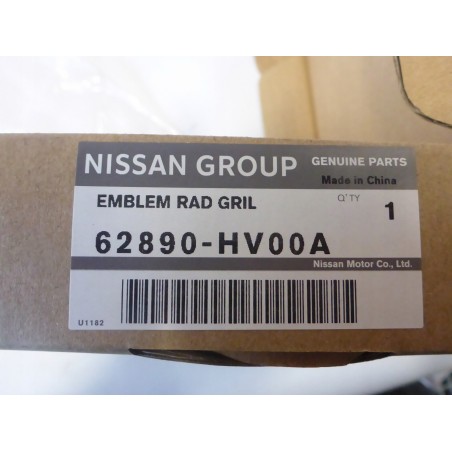 NISSAN GROUP GENUINE PARTS
Made in China
EMBLEM RAD GRIL Q'TY 1
62890-HV00A
Nissan Motor Co., Ltd.
U1182